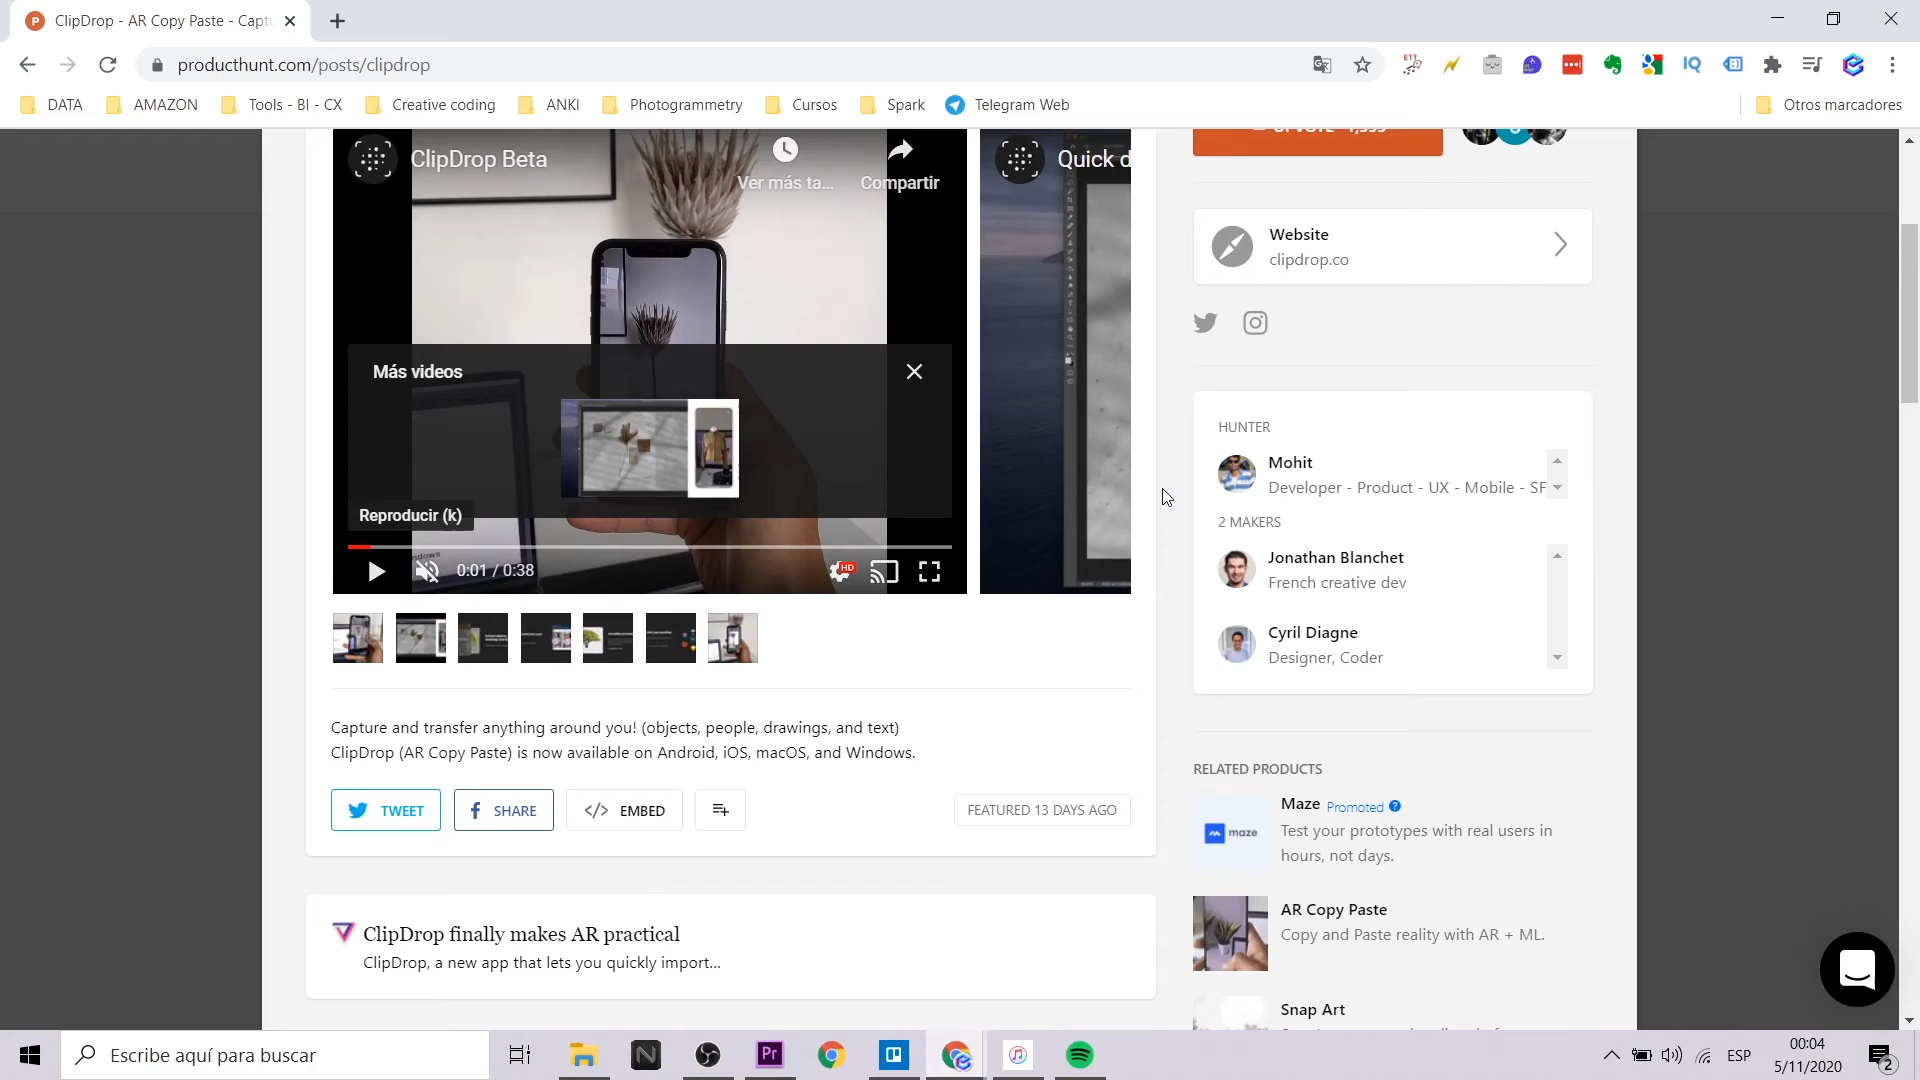 ClipDrop - AR Copy Paste - Capt
producthunt.com/posts/clipdrop
DATA
AMAZON
Tools - BI - CX
Creative coding
ANKI
Photogrammetry
Cursos
Spark
Telegram Web
Otros marcadores
ClipDrop Beta
Ver más ta...
Compartir
Quick d
Más videos
Reproducir (k)
0:01 / 0:38
HD
Website
clipdrop.co
HUNTER
Mohit
Developer - Product - UX - Mobile - SF
2 MAKERS
Jonathan Blanchet
French creative dev
Cyril Diagne
Designer, Coder
Capture and transfer anything around you! (objects, people, drawings, and text)
ClipDrop (AR Copy Paste) is now available on Android, iOS, macOS, and Windows.
TWEET
SHARE
EMBED
FEATURED 13 DAYS AGO
ClipDrop finally makes AR practical
ClipDrop, a new app that lets you quickly import...
RELATED PRODUCTS
maze
Maze Promoted
Test your prototypes with real users in
hours, not days.
AR Copy Paste
Copy and Paste reality with AR + ML.
Snap Art
Escribe aquí para buscar
Pr
ESP
00:04
5/11/2020
2